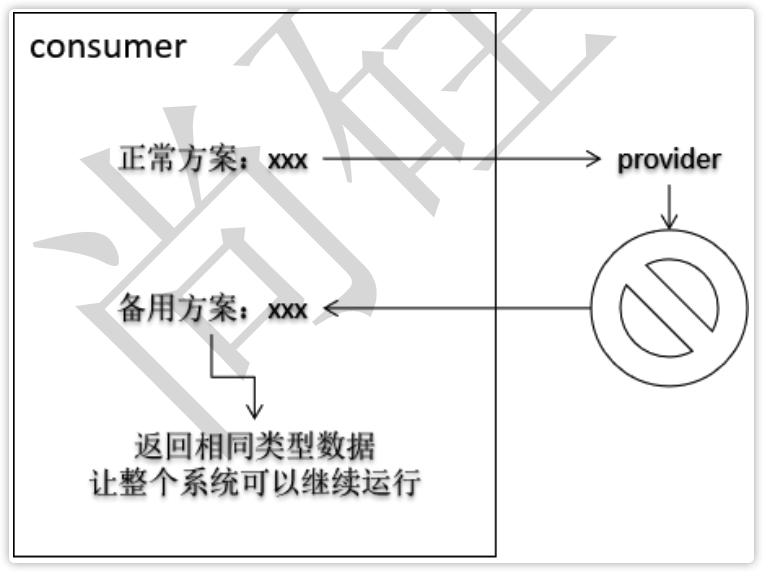 consumer
正常方案：xxx
provider
备用方案：xxx
返回相同类型数据
让整个系统可以继续运行
尚硅